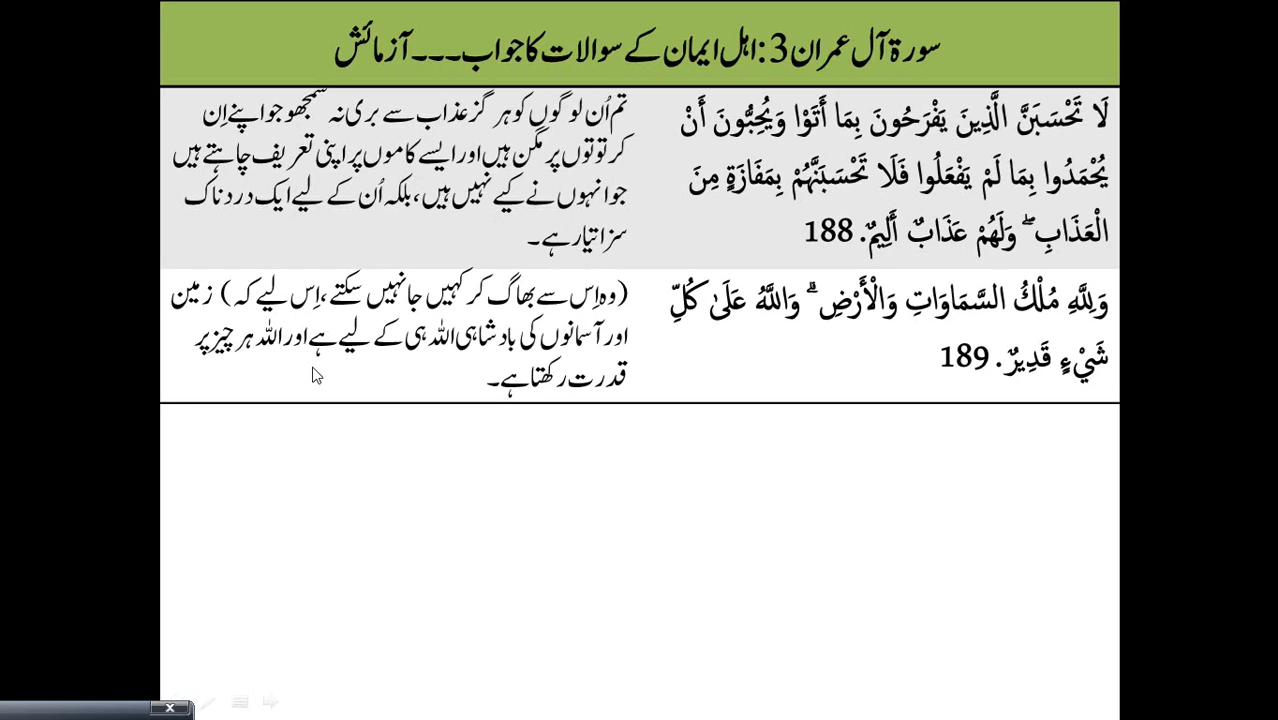 سورۃ آل عمران 3: اہل ایمان کے سوالات کا جواب۔۔۔آزمائش
لَا تَحْسَبَنَّ الَّذِينَ يَفْرَحُونَ بِمَا أَتَوْا وَيُحِبُّونَ أَنْ
يُحْمَدُوا بِمَا لَمْ يَفْعَلُوا فَلَا تَحْسَبَنَّهُمْ بِمَفَازَةٍ مِنَ
الْعَذَابِ ۖ وَلَهُمْ عَذَابٌ أَلِيمٌ. 188
تم اُن لوگوں کو ہرگز عذاب سے بری نہ سمجھو جو اپنے اِن
کرتوتوں پر مگن ہیں اور ایسے کاموں پر اپنی تعریف چاہتے ہیں
جو انہوں نے کیے نہیں ہیں، بلکہ اُن کے لیے ایک دردناک
سزا تیار ہے۔
وَلِلَّهِ مُلْكُ السَّمَاوَاتِ وَالْأَرْضِ ۗ وَاللَّهُ عَلَىٰ كُلِّ
شَيْءٍ قَدِيرٌ. 189
(وہ اِس سے بھاگ کر کہیں جا نہیں سکتے، اِس لیے کہ) زمین
اور آسمانوں کی بادشاہی اللہ ہی کے لیے ہے اور اللہ ہر چیز پر
قدرت رکھتا ہے۔